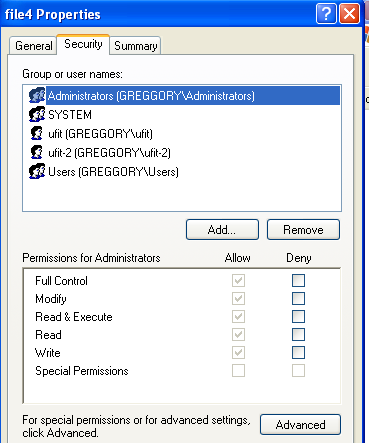 file4 Properties
General Security Summary
Group or user names:
Administrators (GREGGORY\Administrators)
SYSTEM
ufit (GREGGORY\ufit)
ufit-2 (GREGGORY\ufit-2)
Users (GREGGORY\Users)
Add... Remove
Permissions for Administrators Allow Deny
Full Control
Modify
Read & Execute
Read
Write
Special Permissions
For special permissions or for advanced settings,
click Advanced.
Advanced